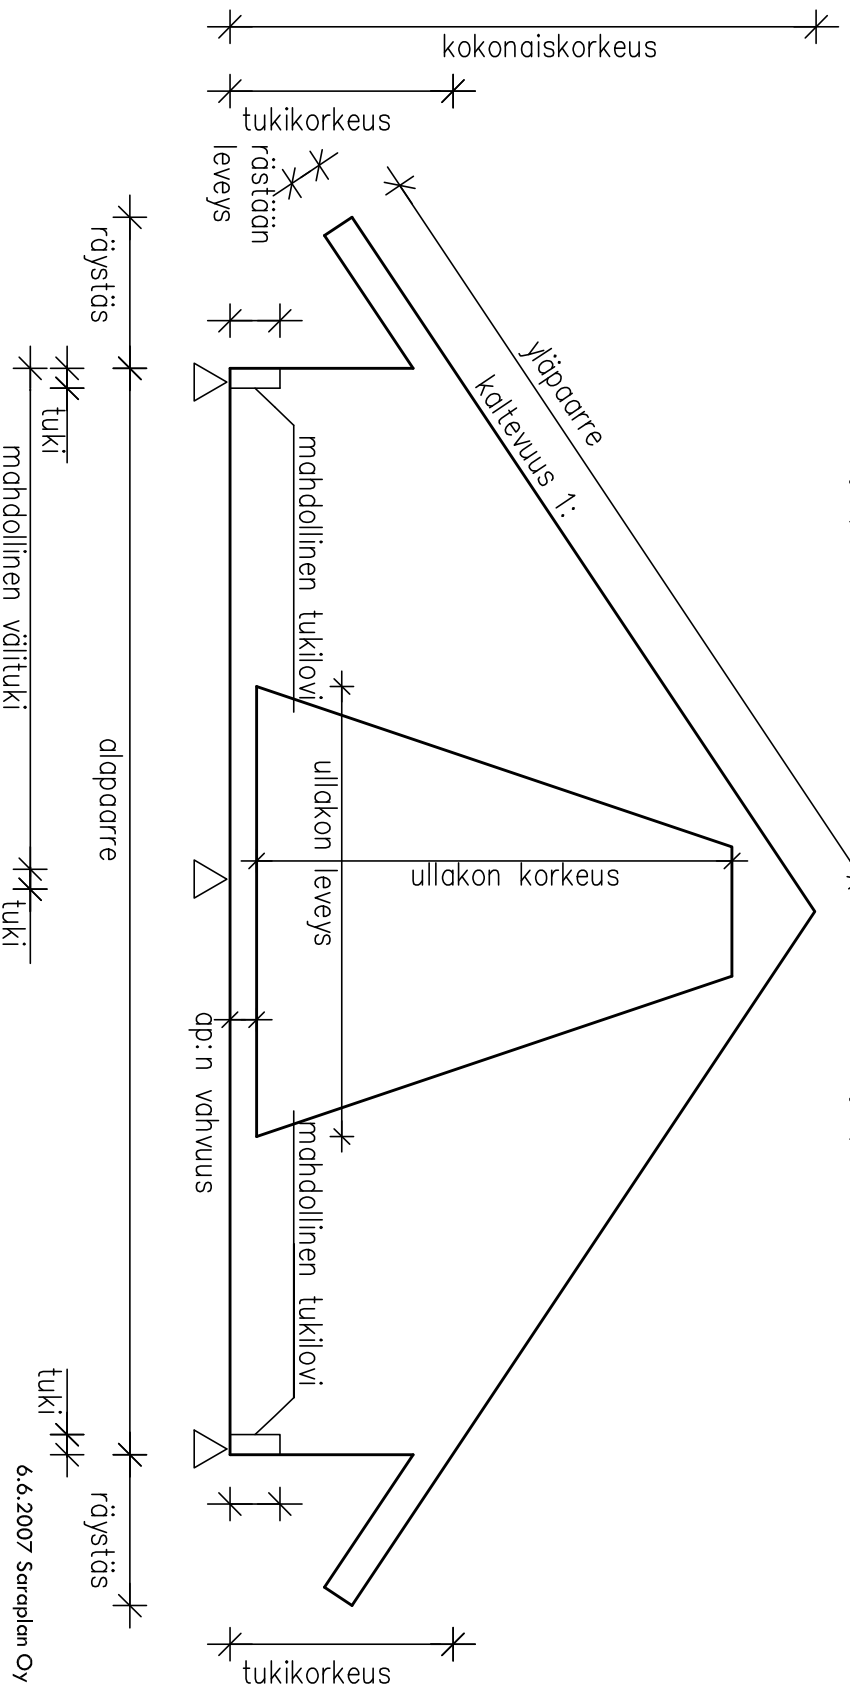 kokonaiskorkeus
tukikorkeus
rästään
leveys
räystäs
yläpaarre
kaltevuus 1:
tuki
mahdollinen tukilovi
mahdollinen välituki
ullakon leveys
ullakon korkeus
alapaarre
tuki
ap:n vahvuus
mahdollinen tukilovi
tuki
räystäs
tukikorkeus
6.6.2007 Saraplan Oy